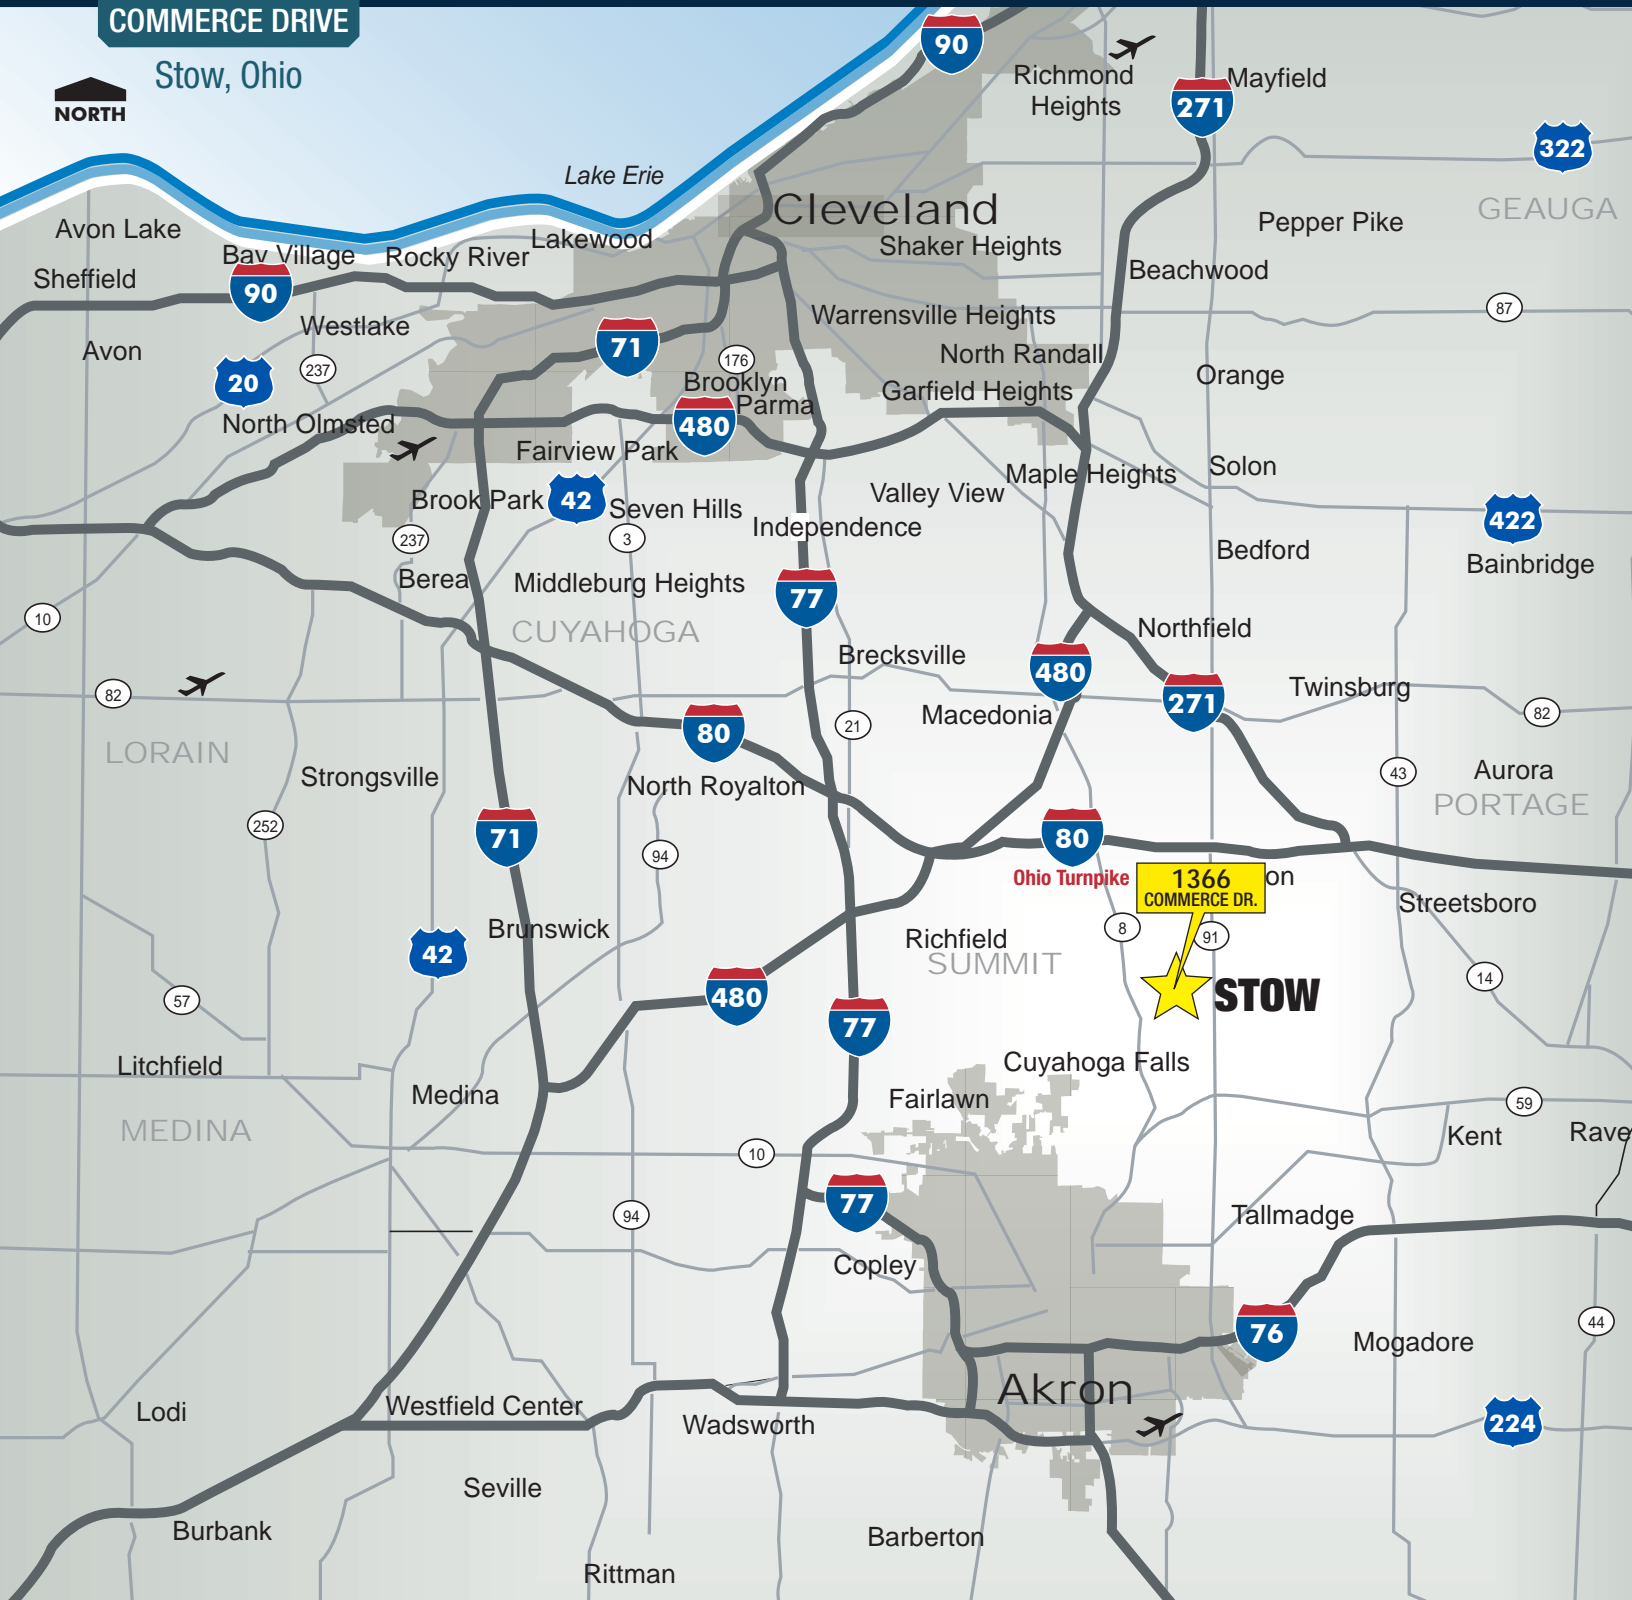 COMMERCE DRIVE
Stow, Ohio
NORTH
90
Richmond
Heights
271
Mayfield
322
Lake Erie
Cleveland
GEAUGA
Avon Lake
Pepper Pike
Bay Village
Rocky River
Lakewood
Shaker Heights
Sheffield
90
Beachwood
Westlake
71
Warrensville Heights
87
Avon
237
176
North Randall
20
Brooklyn
Parma
Garfield Heights
Orange
North Olmsted
480
Fairview Park
Solon
Brook Park
42
Seven Hills
Valley View
Maple Heights
422
237
3
Independence
Bedford
Bainbridge
Berea
Middleburg Heights
77
10
CUYAHOGA
Northfield
Brecksville
480
271
Twinsburg
82
80
21
Macedonia
82
LORAIN
Strongsville
North Royalton
43
Aurora
PORTAGE
252
71
94
80
Ohio Turnpike
1366
COMMERCE DR.
on
Streetsboro
Brunswick
42
Richfield
SUMMIT
8
91
14
57
480
77
STOW
Litchfield
Medina
Cuyahoga Falls
Fairlawn
59
MEDINA
10
Kent
Rave
77
94
Tallmadge
Copley
76
Mogadore
44
Akron
Lodi
Westfield Center
Wadsworth
224
Seville
Burbank
Barberton
Rittman